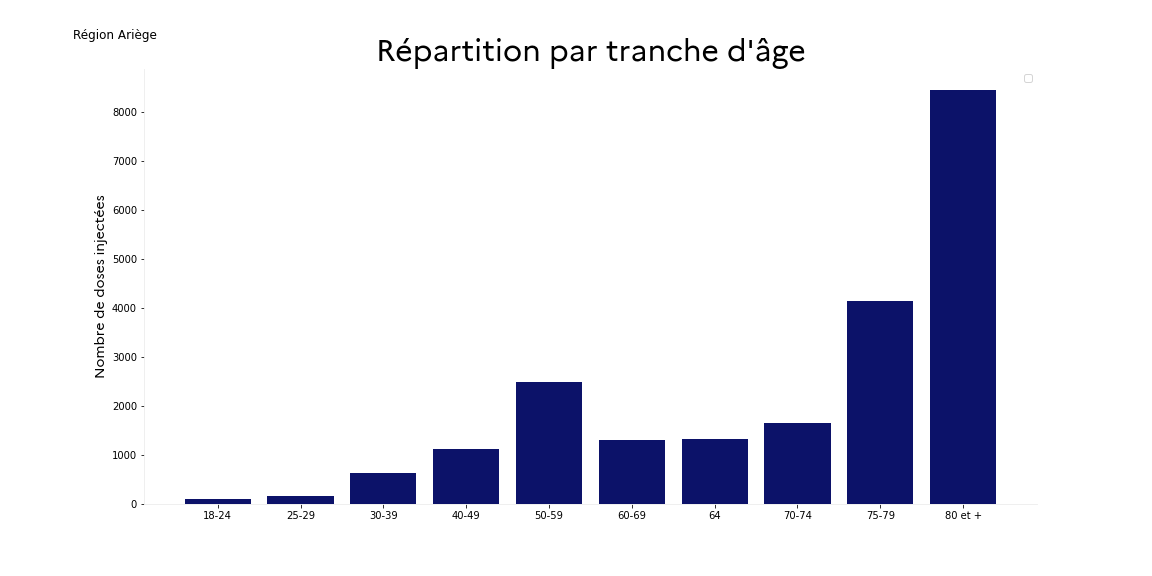 Région Ariège
Répartition par tranche d'âge
Nombre de doses injectées
8000
7000
6000
5000
4000
3000
2000
1000
0
18-24 25-29 30-39 40-49 50-59 60-69 64 70-74 75-79 80 et +